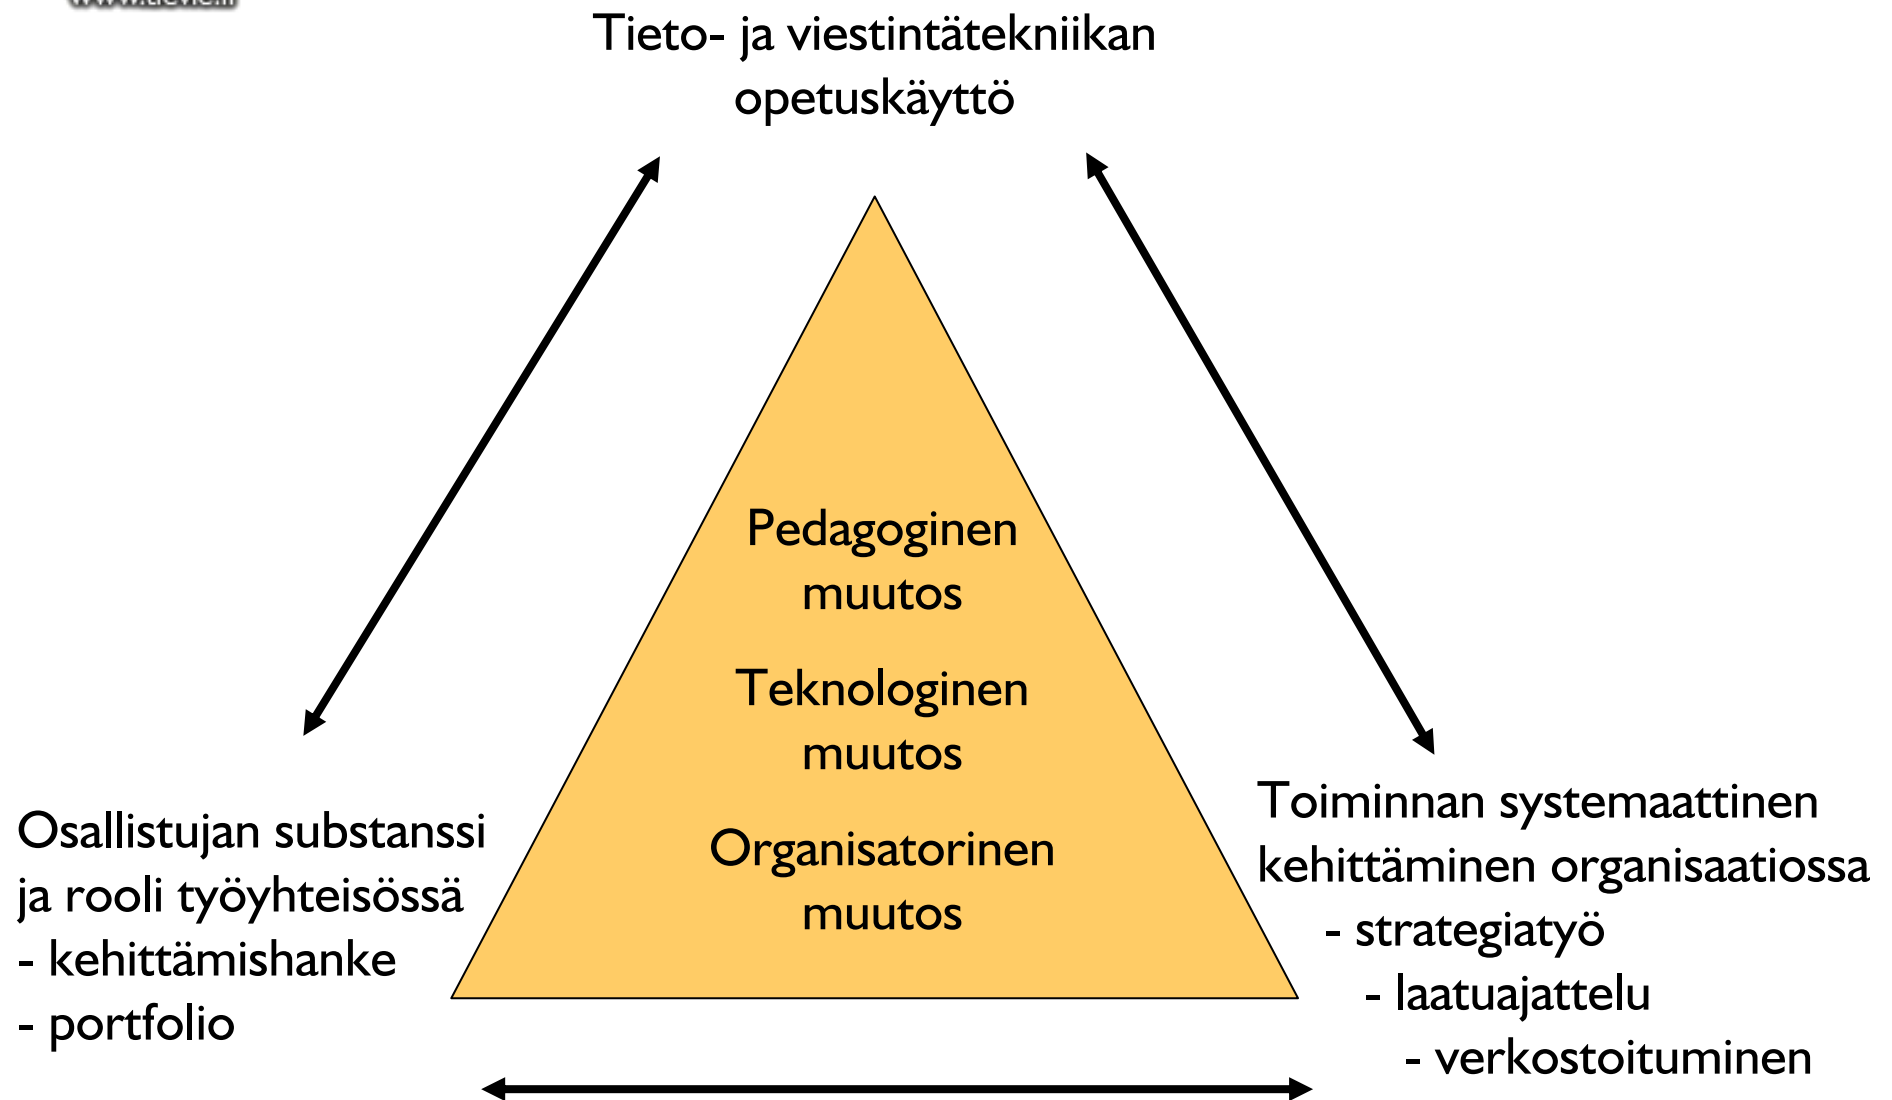 Tieto- ja viestintätekniikan
opetuskäyttö
Pedagoginen
muutos
Teknologinen
muutos
Organisatorinen
muutos
Osallistujan substanssi
ja rooli työyhteisössä
- kehittämishanke
- portfolio
Toiminnan systemaattinen
kehittäminen organisaatiossa
- strategiatyö
- laatuajattelu
- verkostoituminen